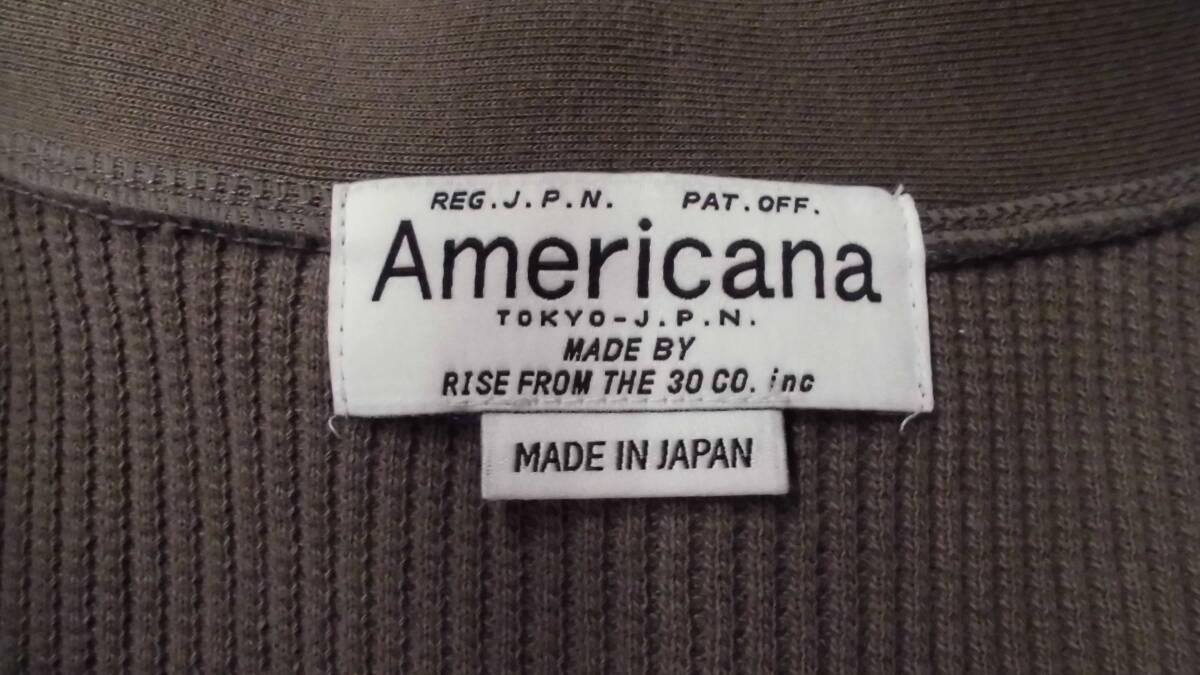 REG.J.P.N. PAT.OFF.
Americana
TOKYO-J.P.N.
MADE BY
RISE FROM THE 30 CO. inc
MADE IN JAPAN